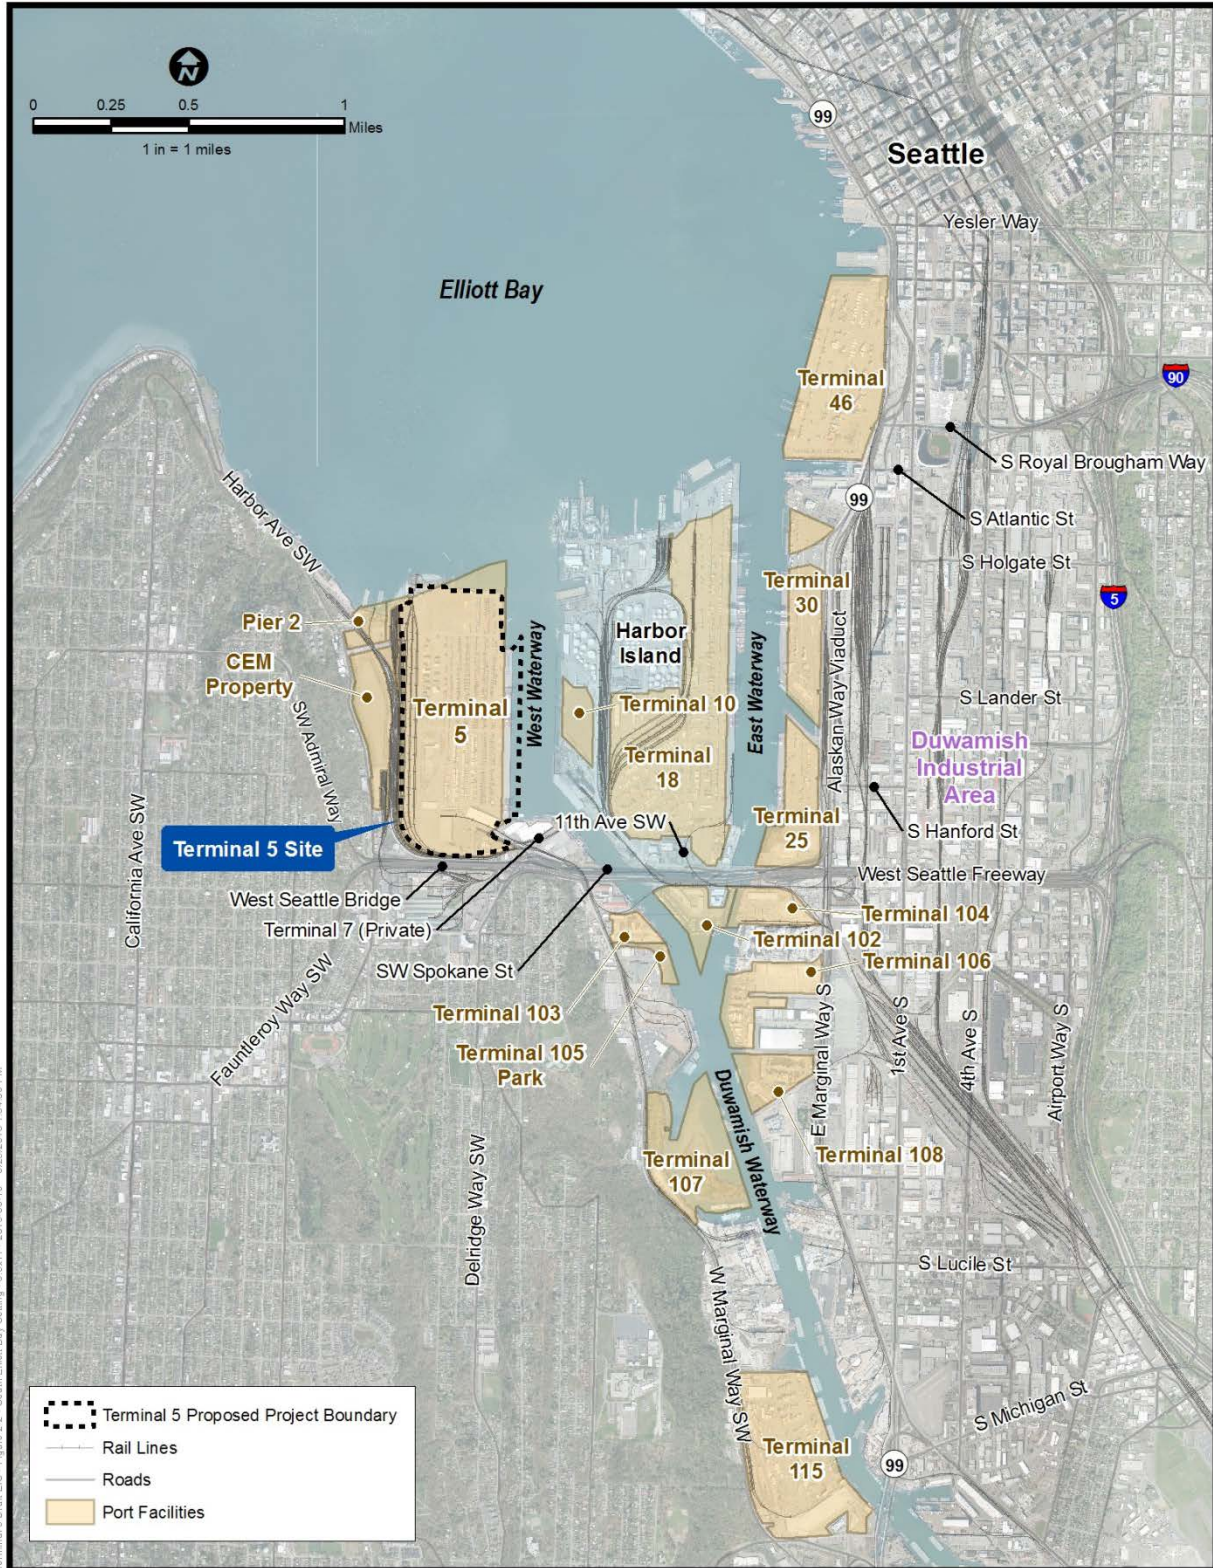 N
0 0.25 0.5 1
Miles
1 in = 1 miles
99
Seattle
Yesler Way
Elliott Bay
Terminal
46
90
S Royal Brougham Way
Harbor Ave SW
99
S Atlantic St
S Holgate St
Terminal
30
5
Pier 2
Harbor
Island
CEM
Property
West Waterway
East Waterway
Alaskan Way Viaduct
S Lander St
Terminal
5
Terminal 10
SW Admiral Way
Duwamish
Industrial
Area
Terminal
18
California Ave SW
11th Ave SW
Terminal
25
S Hanford St
Terminal 5 Site
West Seattle Freeway
West Seattle Bridge
Terminal 7 (Private)
Terminal 104
Terminal 102
SW Spokane St
Terminal 106
Fauntleroy Way SW
Terminal 103
E Marginal Way S
1st Ave S
4th Ave S
Airport Way S
Terminal 105
Park
Duwamish Waterway
Terminal 108
Terminal
107
Delridge Way SW
S Lucile St
W Marginal Way SW
S Michigan St
Terminal
115
99
Terminal 5 Proposed Project Boundary
Rail Lines
Roads
Port Facilities